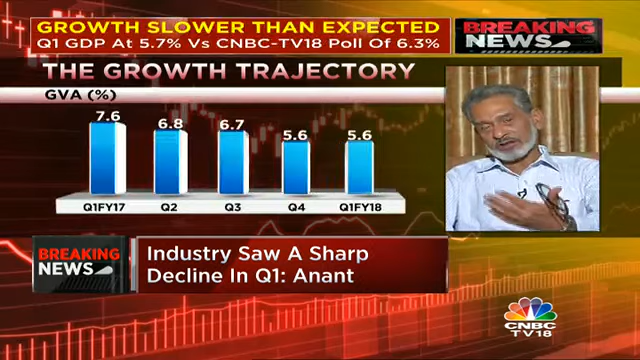 GROWTH SLOWER THAN EXPECTED
Q1 GDP At 5.7% Vs CNBC-TV18 Poll Of 6.3%
BREAKING
NEWS
THE GROWTH TRAJECTORY
GVA (%)
7.6
6.8
6.7
5.6
5.6
Q1FY17
Q2
Q3
Q4
Q1FY18
BREAKING
NEWS
Industry Saw A Sharp
Decline In Q1: Anant
CNBC
TV18